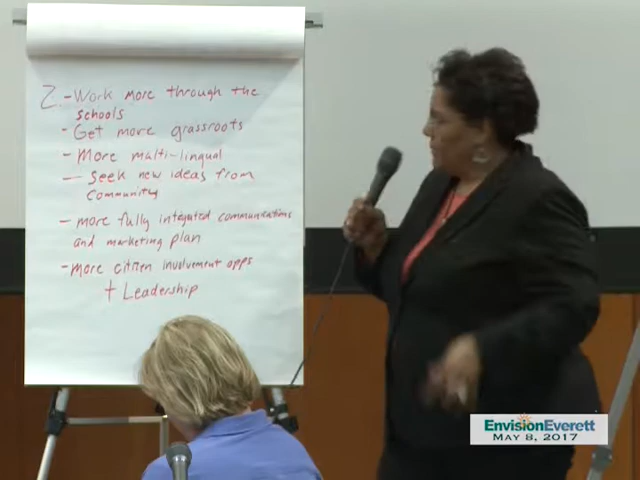 2. - Work more through the
schools
- Get more grassroots
- More multi-lingual
- seek new ideas from
community
- more fully integrated communications
and marketing plan
- more citizen involvement opps
+ Leadership
EnvisionEverett
MAY 8, 2017